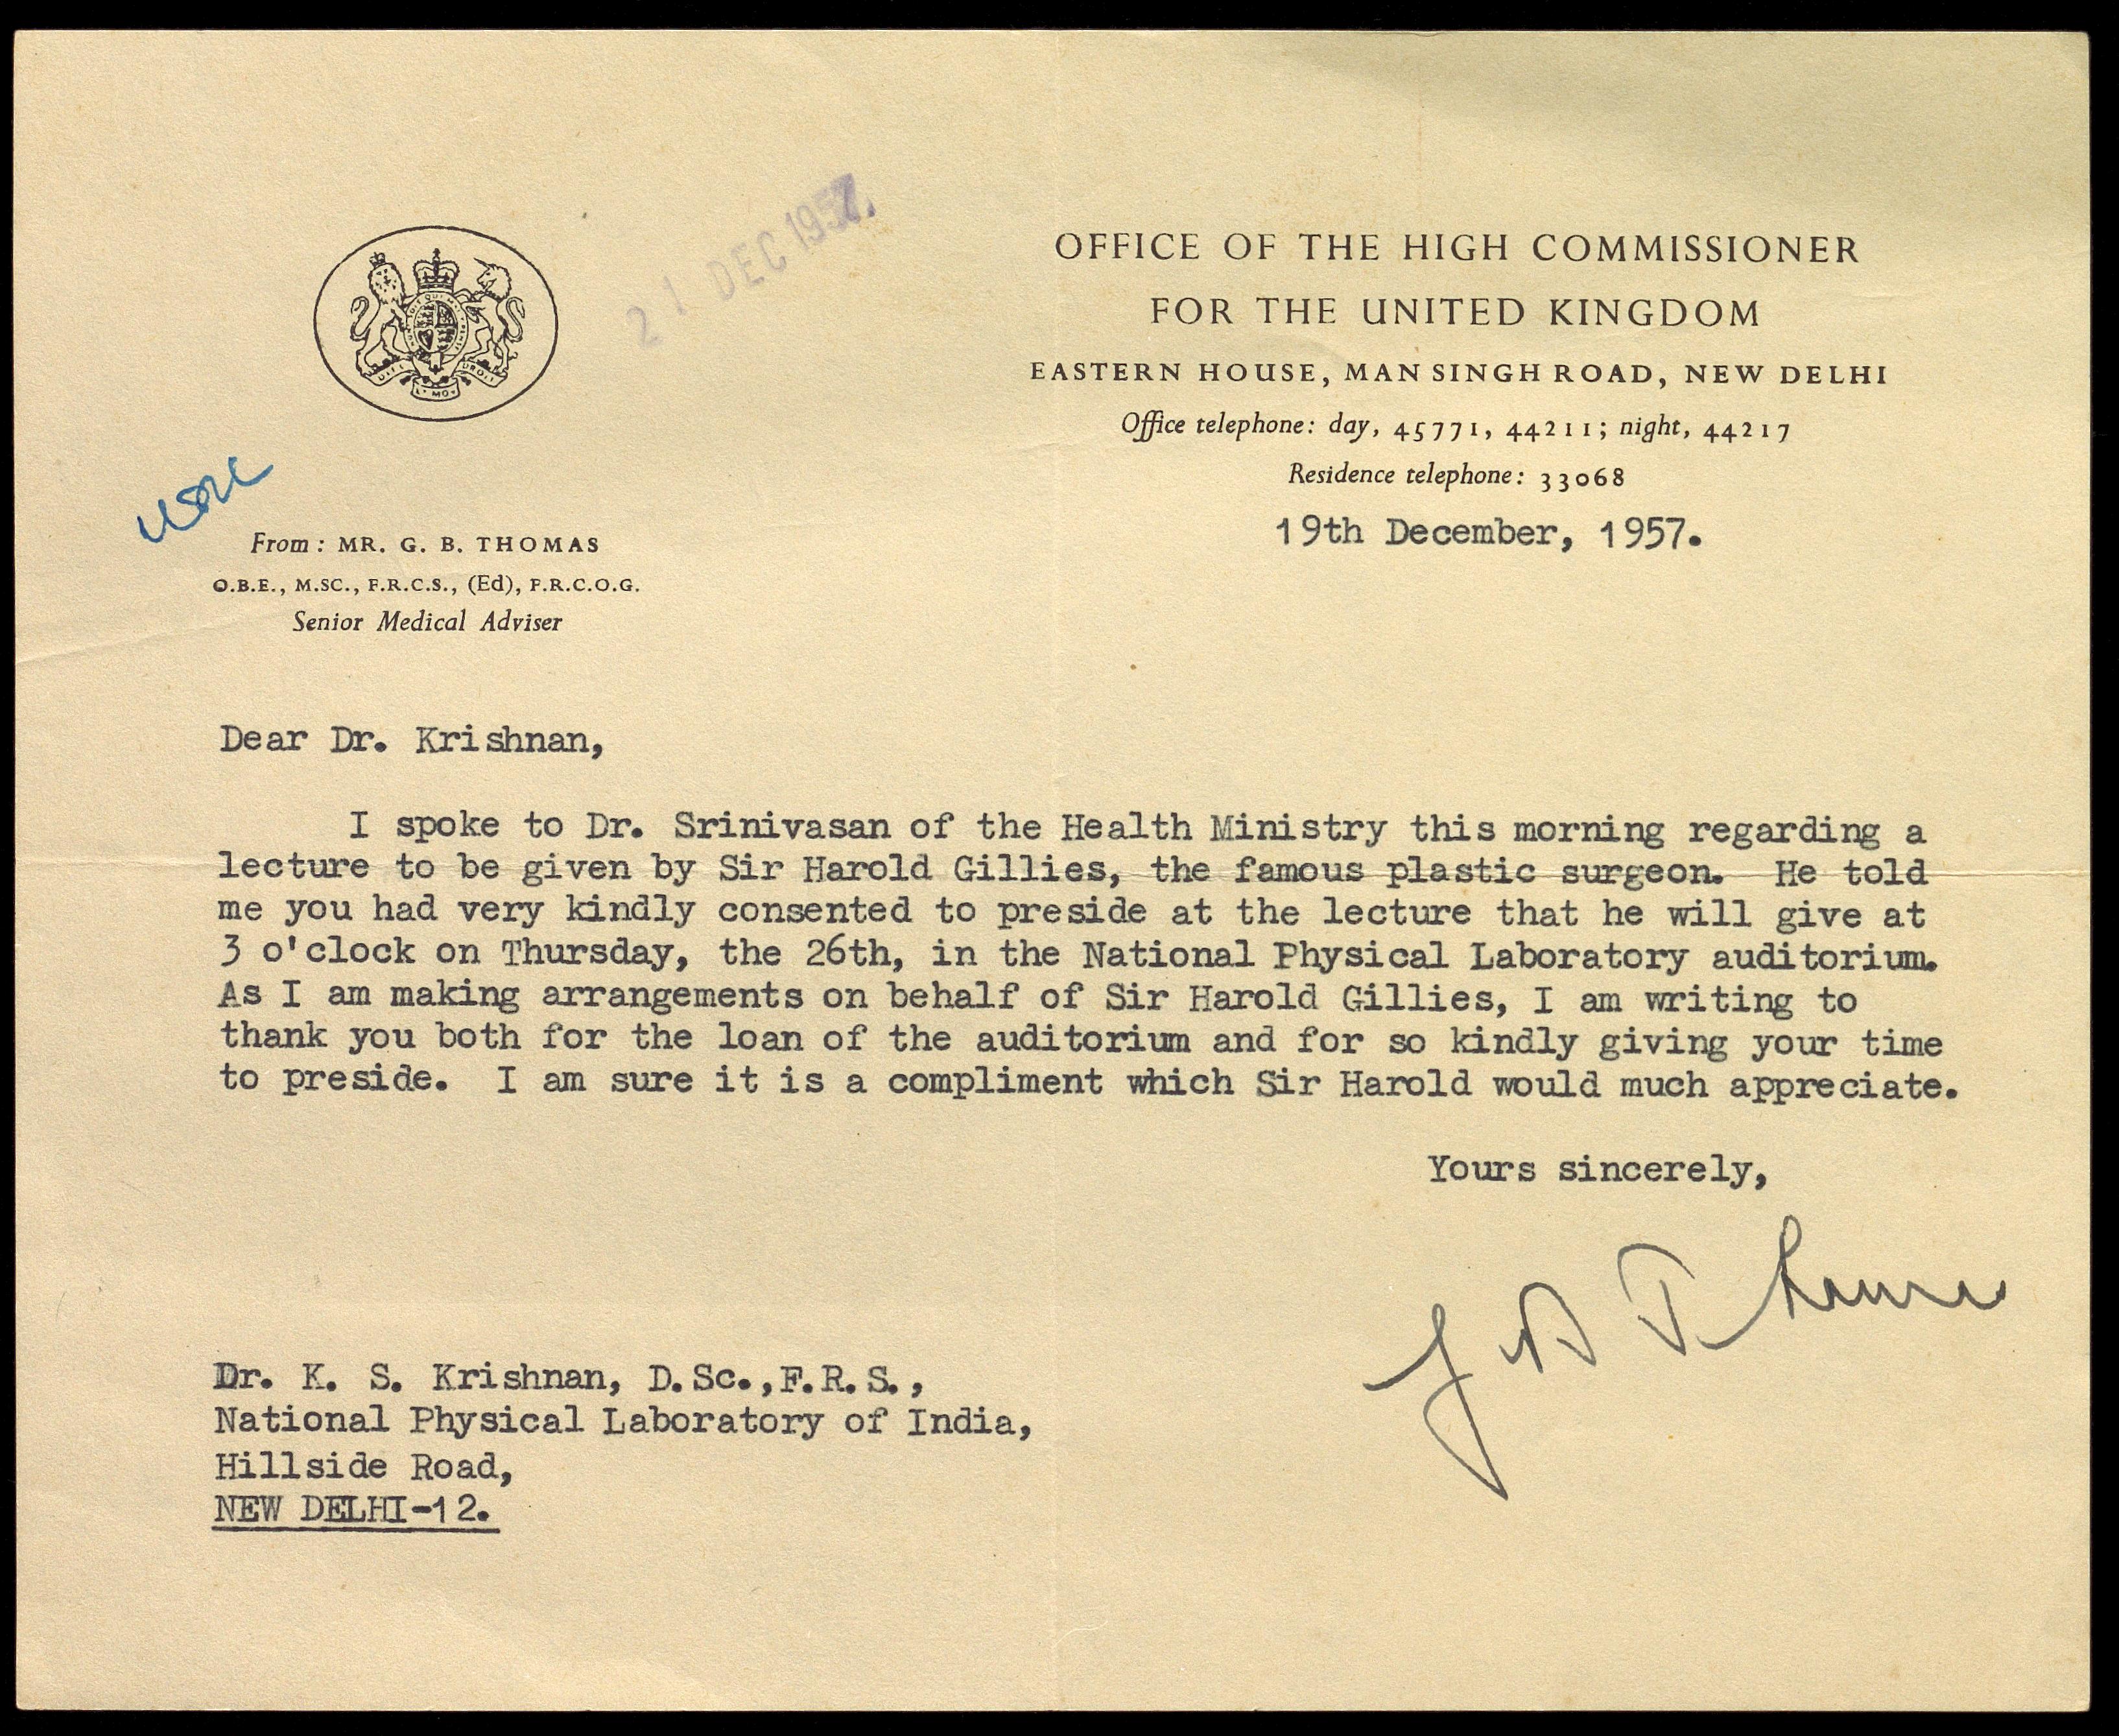 21 DEC 1957.
OFFICE OF THE HIGH COMMISSIONER
FOR THE UNITED KINGDOM
EASTERN HOUSE, MAN SINGH ROAD, NEW DELHI
Office telephone: day, 45771, 44211; night, 44217
Residence telephone: 33068
19th December, 1957.
From: MR. G. B. THOMAS
O.B.E., M.SC., F.R.C.S., (Ed), F.R.C.O.G.
Senior Medical Adviser
Dear Dr. Krishnan,
I spoke to Dr. Srinivasan of the Health Ministry this morning regarding a
lecture to be given by Sir Harold Gillies, the famous plastic surgeon. He told
me you had very kindly consented to preside at the lecture that he will give at
3 o'clock on Thursday, the 26th, in the National Physical Laboratory auditorium.
As I am making arrangements on behalf of Sir Harold Gillies, I am writing to
thank you both for the loan of the auditorium and for so kindly giving your time
to preside. I am sure it is a compliment which Sir Harold would much appreciate.
Yours sincerely,
G B Thomas
Dr. K. S. Krishnan, D.Sc.,F.R.S.,
National Physical Laboratory of India,
Hillside Road,
NEW DELHI-12.